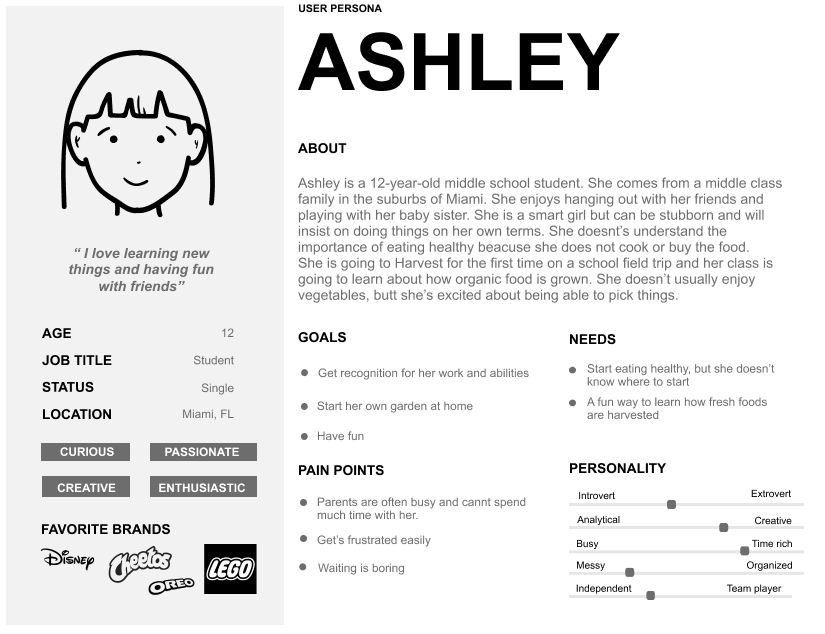 USER PERSONA
ASHLEY
“ I love learning new
things and having fun
with friends”
AGE 12
JOB TITLE Student
STATUS Single
LOCATION Miami, FL
CURIOUS PASSIONATE
CREATIVE ENTHUSIASTIC
FAVORITE BRANDS
Disney Cheetos
OREO LEGO
ABOUT
Ashley is a 12-year-old middle school student. She comes from a middle class
family in the suburbs of Miami. She enjoys hanging out with her friends and
playing with her baby sister. She is a smart girl but can be stubborn and will
insist on doing things on her own terms. She doesnt’s understand the
importance of eating healthy beacuse she does not cook or buy the food.
She is going to Harvest for the first time on a school field trip and her class is
going to learn about how organic food is grown. She doesn’t usually enjoy
vegetables, butt she’s excited about being able to pick things.
GOALS
Get recognition for her work and abilities
Start her own garden at home
Have fun
NEEDS
Start eating healthy, but she doesn’t
know where to start
A fun way to learn how fresh foods
are harvested
PAIN POINTS
Parents are often busy and cannt spend
much time with her.
Get’s frustrated easily
Waiting is boring
PERSONALITY
Introvert Extrovert
Analytical Creative
Busy Time rich
Messy Organized
Independent Team player